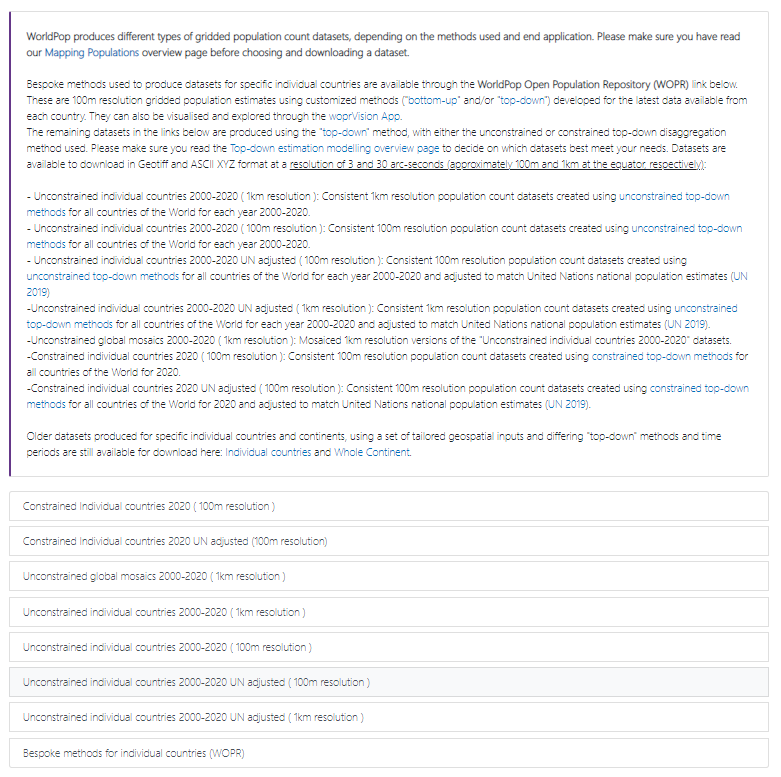 WorldPop produces different types of gridded population count datasets, depending on the methods used and end application. Please make sure you have read
our Mapping Populations overview page before choosing and downloading a dataset.
Bespoke methods used to produce datasets for specific individual countries are available through the WorldPop Open Population Repository (WOPR) link below.
These are 100m resolution gridded population estimates using customized methods ("bottom-up" and/or "top-down") developed for the latest data available from
each country. They can also be visualised and explored through the woprVision App.
The remaining datasets in the links below are produced using the "top-down" method, with either the unconstrained or constrained top-down disaggregation
method used. Please make sure you read the Top-down estimation modelling overview page to decide on which datasets best meet your needs. Datasets are
available to download in Geotiff and ASCII XYZ format at a resolution of 3 and 30 arc-seconds (approximately 100m and 1km at the equator, respectively):
- Unconstrained individual countries 2000-2020 ( 1km resolution ): Consistent 1km resolution population count datasets created using unconstrained top-down
methods for all countries of the World for each year 2000-2020.
- Unconstrained individual countries 2000-2020 ( 100m resolution ): Consistent 100m resolution population count datasets created using unconstrained top-down
methods for all countries of the World for each year 2000-2020.
- Unconstrained individual countries 2000-2020 UN adjusted ( 100m resolution ): Consistent 100m resolution population count datasets created using
unconstrained top-down methods for all countries of the World for each year 2000-2020 and adjusted to match United Nations national population estimates (UN
2019)
-Unconstrained individual countries 2000-2020 UN adjusted ( 1km resolution ): Consistent 1km resolution population count datasets created using unconstrained
top-down methods for all countries of the World for each year 2000-2020 and adjusted to match United Nations national population estimates (UN 2019).
-Unconstrained global mosaics 2000-2020 ( 1km resolution ): Mosaiced 1km resolution versions of the "Unconstrained individual countries 2000-2020" datasets.
-Constrained individual countries 2020 ( 100m resolution ): Consistent 100m resolution population count datasets created using constrained top-down methods for
all countries of the World for 2020.
-Constrained individual countries 2020 UN adjusted ( 100m resolution ): Consistent 100m resolution population count datasets created using constrained top-down
methods for all countries of the World for 2020 and adjusted to match United Nations national population estimates (UN 2019).
Older datasets produced for specific individual countries and continents, using a set of tailored geospatial inputs and differing "top-down" methods and time
periods are still available for download here: Individual countries and Whole Continent.
Constrained Individual countries 2020 ( 100m resolution )
Constrained Individual countries 2020 UN adjusted (100m resolution)
Unconstrained global mosaics 2000-2020 ( 1km resolution )
Unconstrained individual countries 2000-2020 ( 1km resolution )
Unconstrained individual countries 2000-2020 ( 100m resolution )
Unconstrained individual countries 2000-2020 UN adjusted ( 100m resolution )
Unconstrained individual countries 2000-2020 UN adjusted ( 1km resolution )
Bespoke methods for individual countries (WOPR)